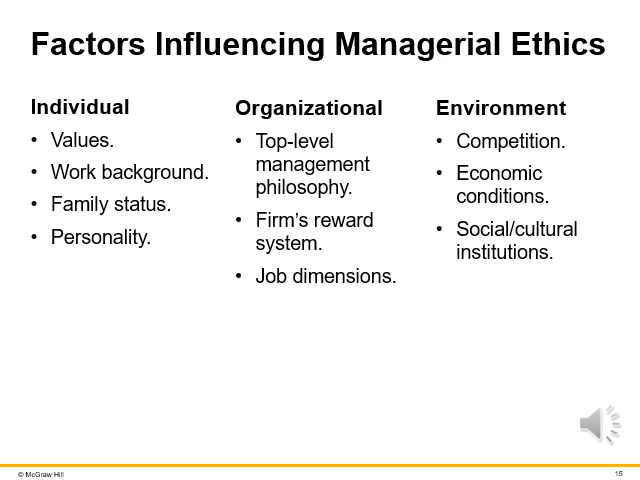 Factors Influencing Managerial Ethics
Individual
• Values.
• Work background.
• Family status.
• Personality.
Organizational
• Top-level
management
philosophy.
• Firm’s reward
system.
• Job dimensions.
Environment
• Competition.
• Economic
conditions.
• Social/cultural
institutions.
© McGraw Hill
15